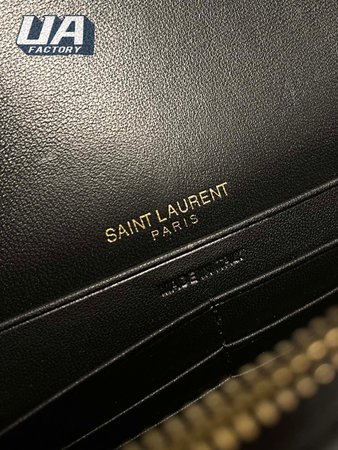 UA
FACTORY
SAINT LAURENT
PARIS
MADE IN ITALY